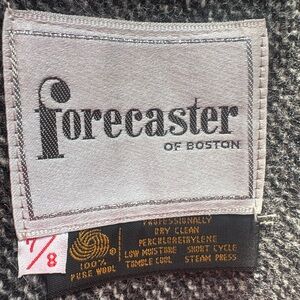 forecaster
OF BOSTON
7/8
100%
PURE WOOL
PROFESSIONALLY
DRY CLEAN
PERCHLORETHYLENE
LOW MOISTURE SHORT CYCLE
TUMBLE COOL STEAM PRESS